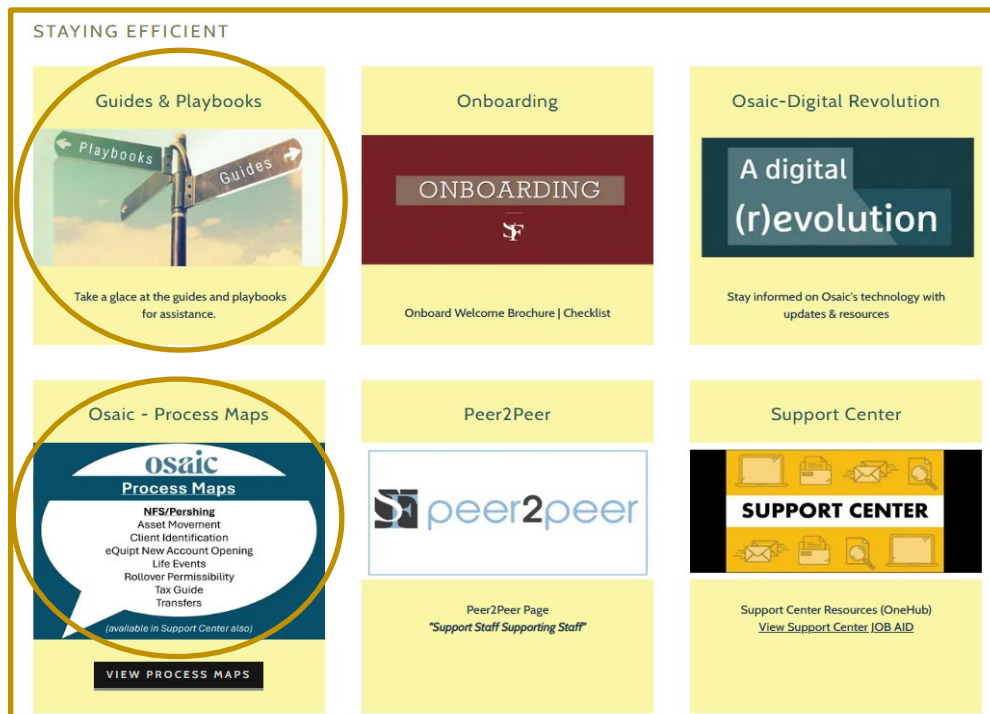 STAYING EFFICIENT
Guides & Playbooks
Playbooks
Guides
Take a glace at the guides and playbooks
for assistance.
Onboarding
ONBOARDING
SF
Onboard Welcome Brochure | Checklist
Osaic-Digital Revolution
A digital
(r)evolution
Stay informed on Osaic's technology with
updates & resources
Osaic - Process Maps
osaic
Process Maps
NFS/Pershing
Asset Movement
Client Identification
eQuipt New Account Opening
Life Events
Rollover Permissibility
Tax Guide
Transfers
(available in Support Center also)
VIEW PROCESS MAPS
Peer2Peer
SF peer2peer
Peer2Peer Page
"Support Staff Supporting Staff"
Support Center
SUPPORT CENTER
Support Center Resources (OneHub)
View Support Center JOB AID